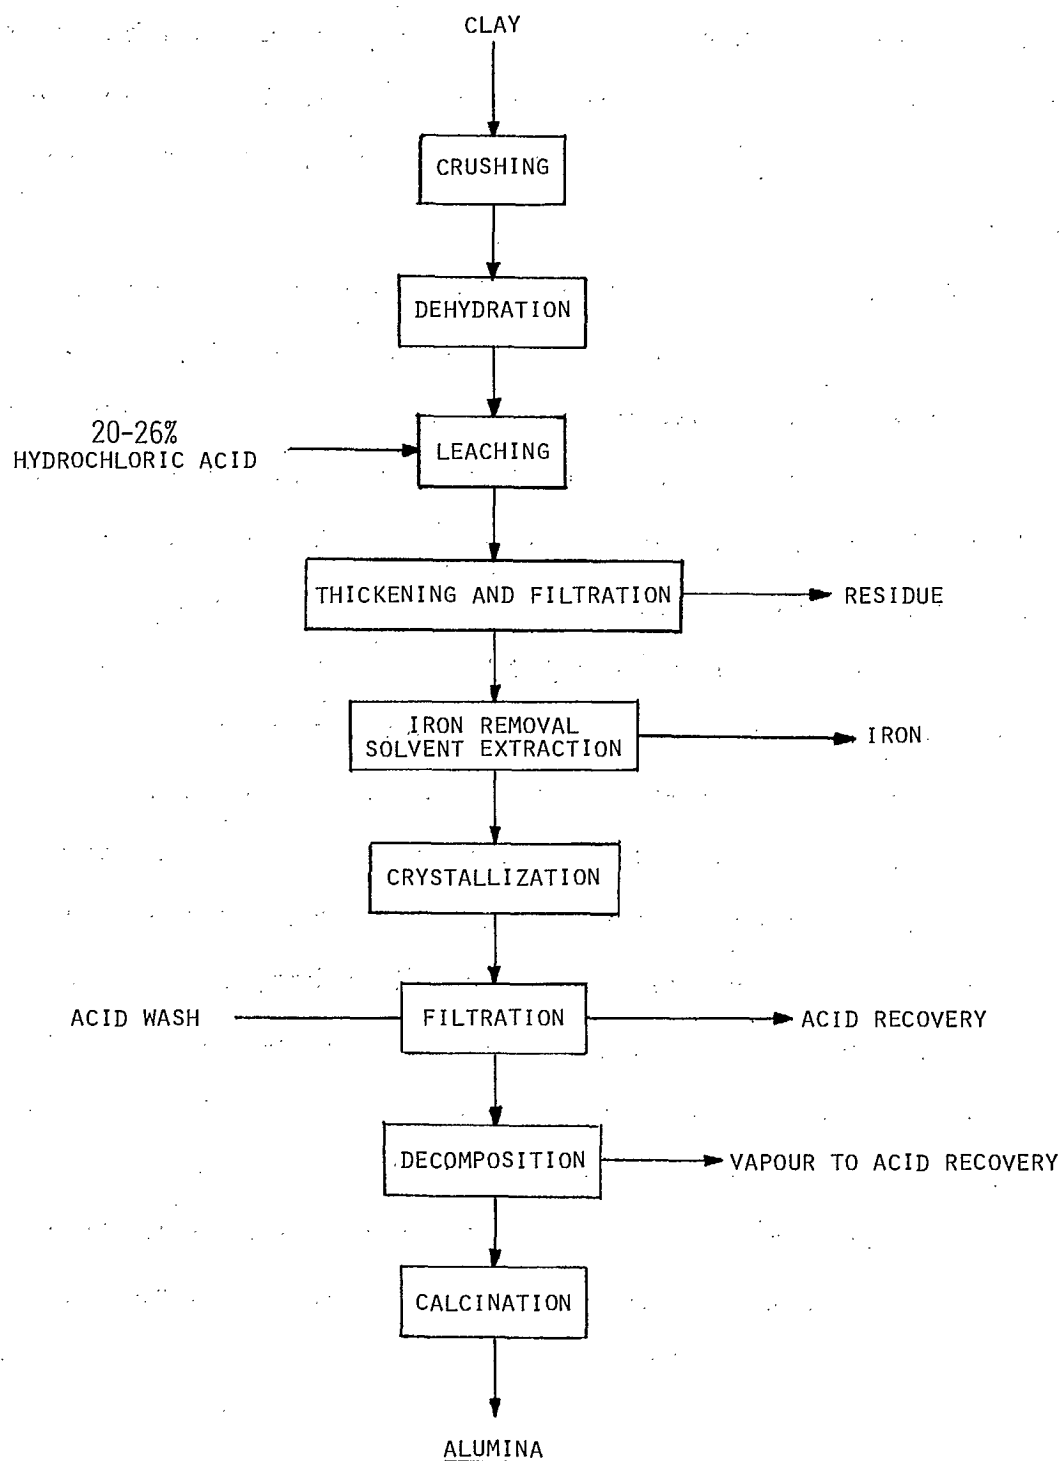 CLAY
CRUSHING
DEHYDRATION
20-26%
HYDROCHLORIC ACID
LEACHING
THICKENING AND FILTRATION
RESIDUE
IRON REMOVAL
SOLVENT EXTRACTION
IRON
CRYSTALLIZATION
ACID WASH
FILTRATION
ACID RECOVERY
DECOMPOSITION
VAPOUR TO ACID RECOVERY
CALCINATION
ALUMINA